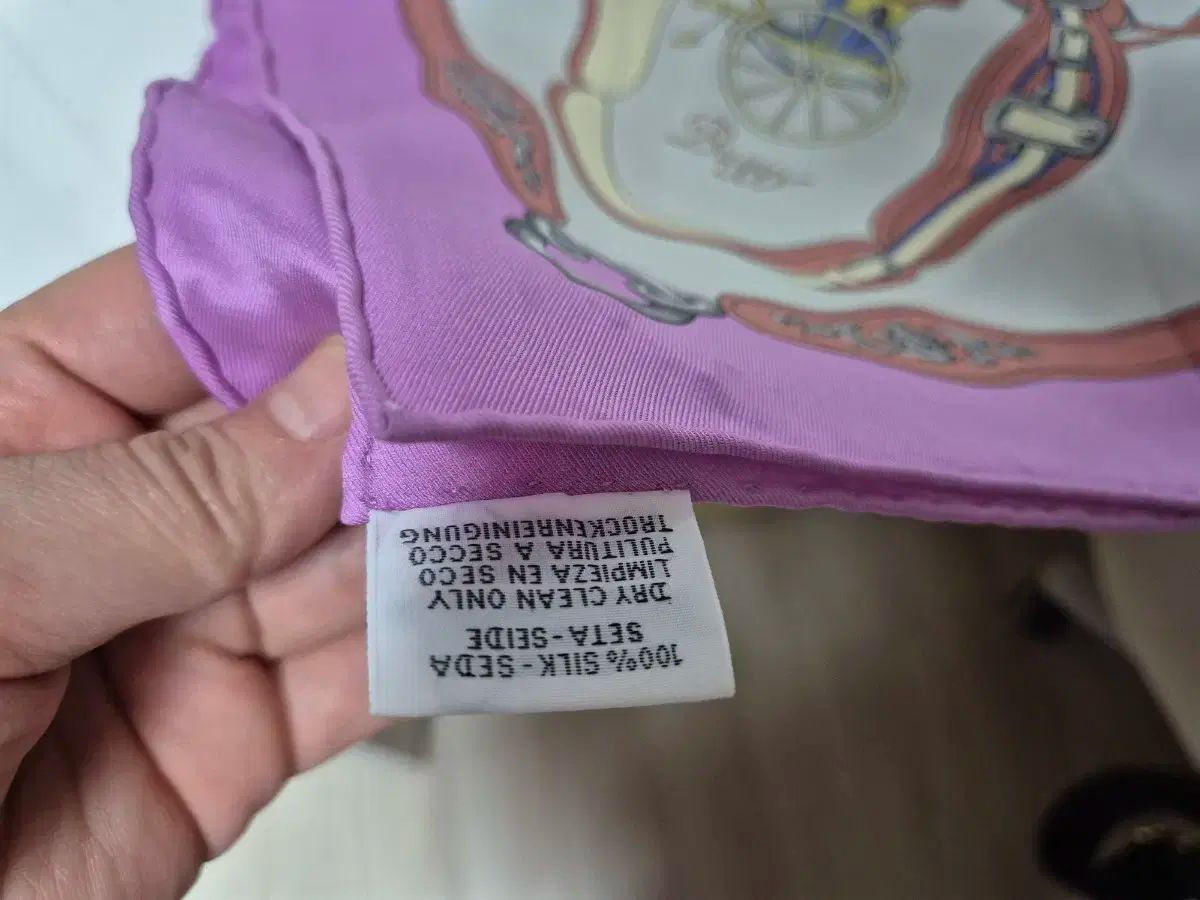 100% SILK - SEDA
SETA - SEIDE
DRY CLEAN ONLY
LIMPIEZA EN SECO
PULITURA A SECCO
TROCKENREINIGUNG